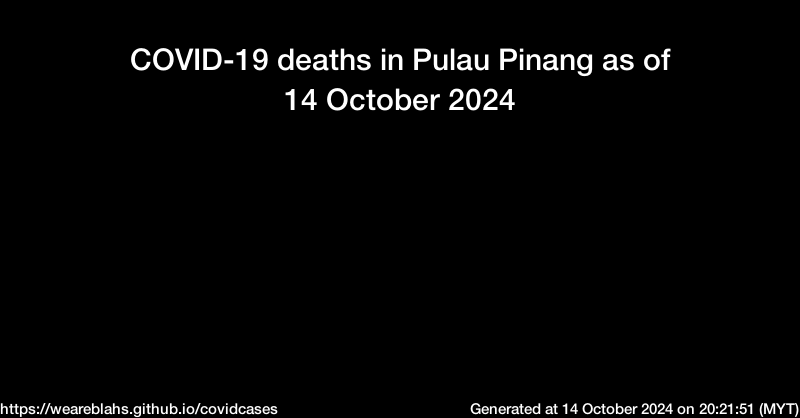 COVID-19 deaths in Pulau Pinang as of
14 October 2024
https://weareblahs.github.io/covidcases
Generated at 14 October 2024 on 20:21:51 (MYT)